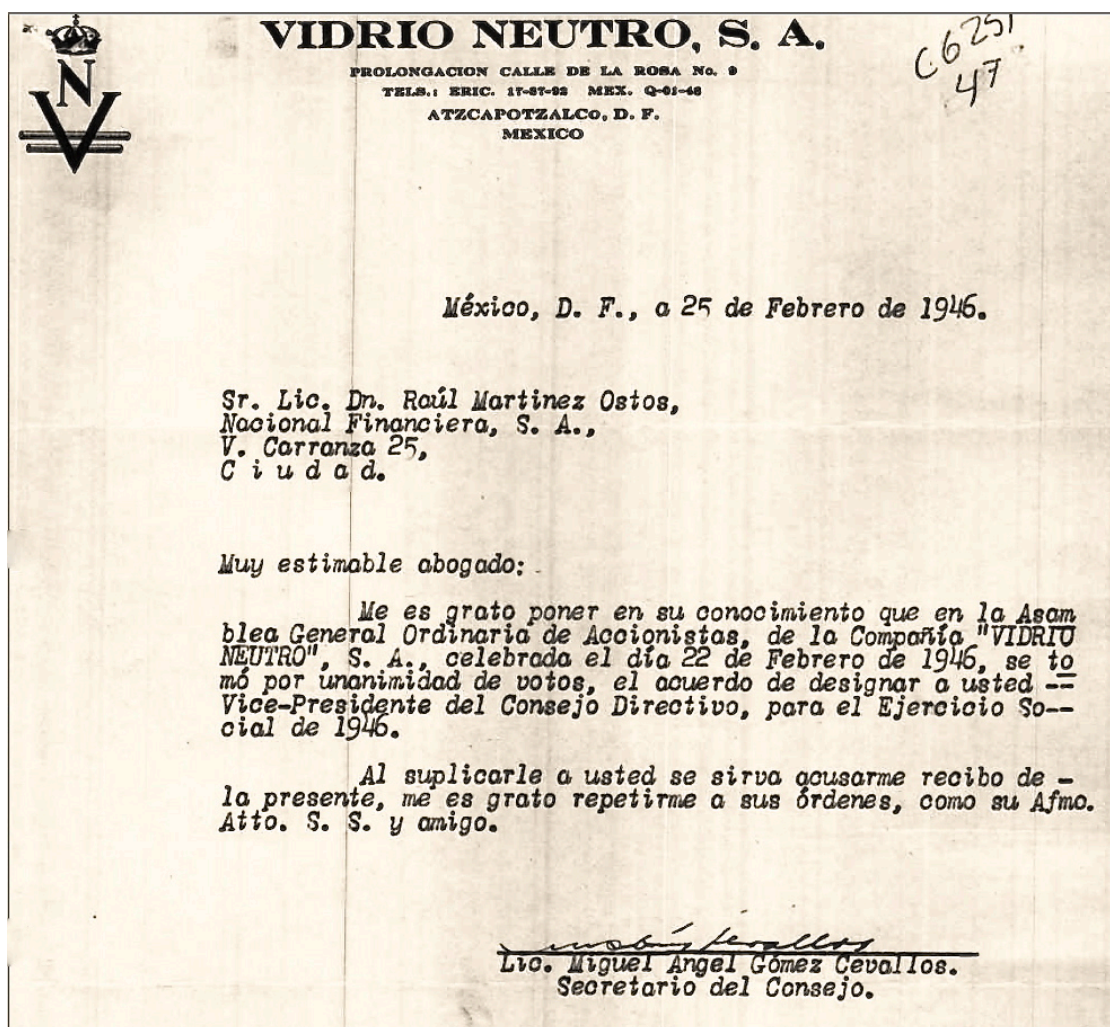 N
V
VIDRIO NEUTRO, S. A.
PROLONGACION CALLE DE LA ROSA No. 9
TELS.: ERIC. 17-87-92 MEX. Q-01-48
ATZCAPOTZALCO, D. F.
MEXICO
C6251
47
México, D. F., a 25 de Febrero de 1946.
Sr. Lic. Dn. Raúl Martinez Ostos,
Nacional Financiera, S. A.,
V. Carranza 25,
C i u d a d.
Muy estimable abogado:
Me es grato poner en su conocimiento que en la Asam
blea General Ordinaria de Accionistas, de la Compañía "VIDRIO
NEUTRO", S. A., celebrada el día 22 de Febrero de 1946, se to
mó por unanimidad de votos, el acuerdo de designar a usted --
Vice-Presidente del Consejo Directivo, para el Ejercicio So--
cial de 1946.
Al suplicarle a usted se sirva acusarme recibo de -
la presente, me es grato repetirme a sus órdenes, como su Afmo.
Atto. S. S. y amigo.
Lic. Miguel Angel Gómez Cevallos.
Secretario del Consejo.